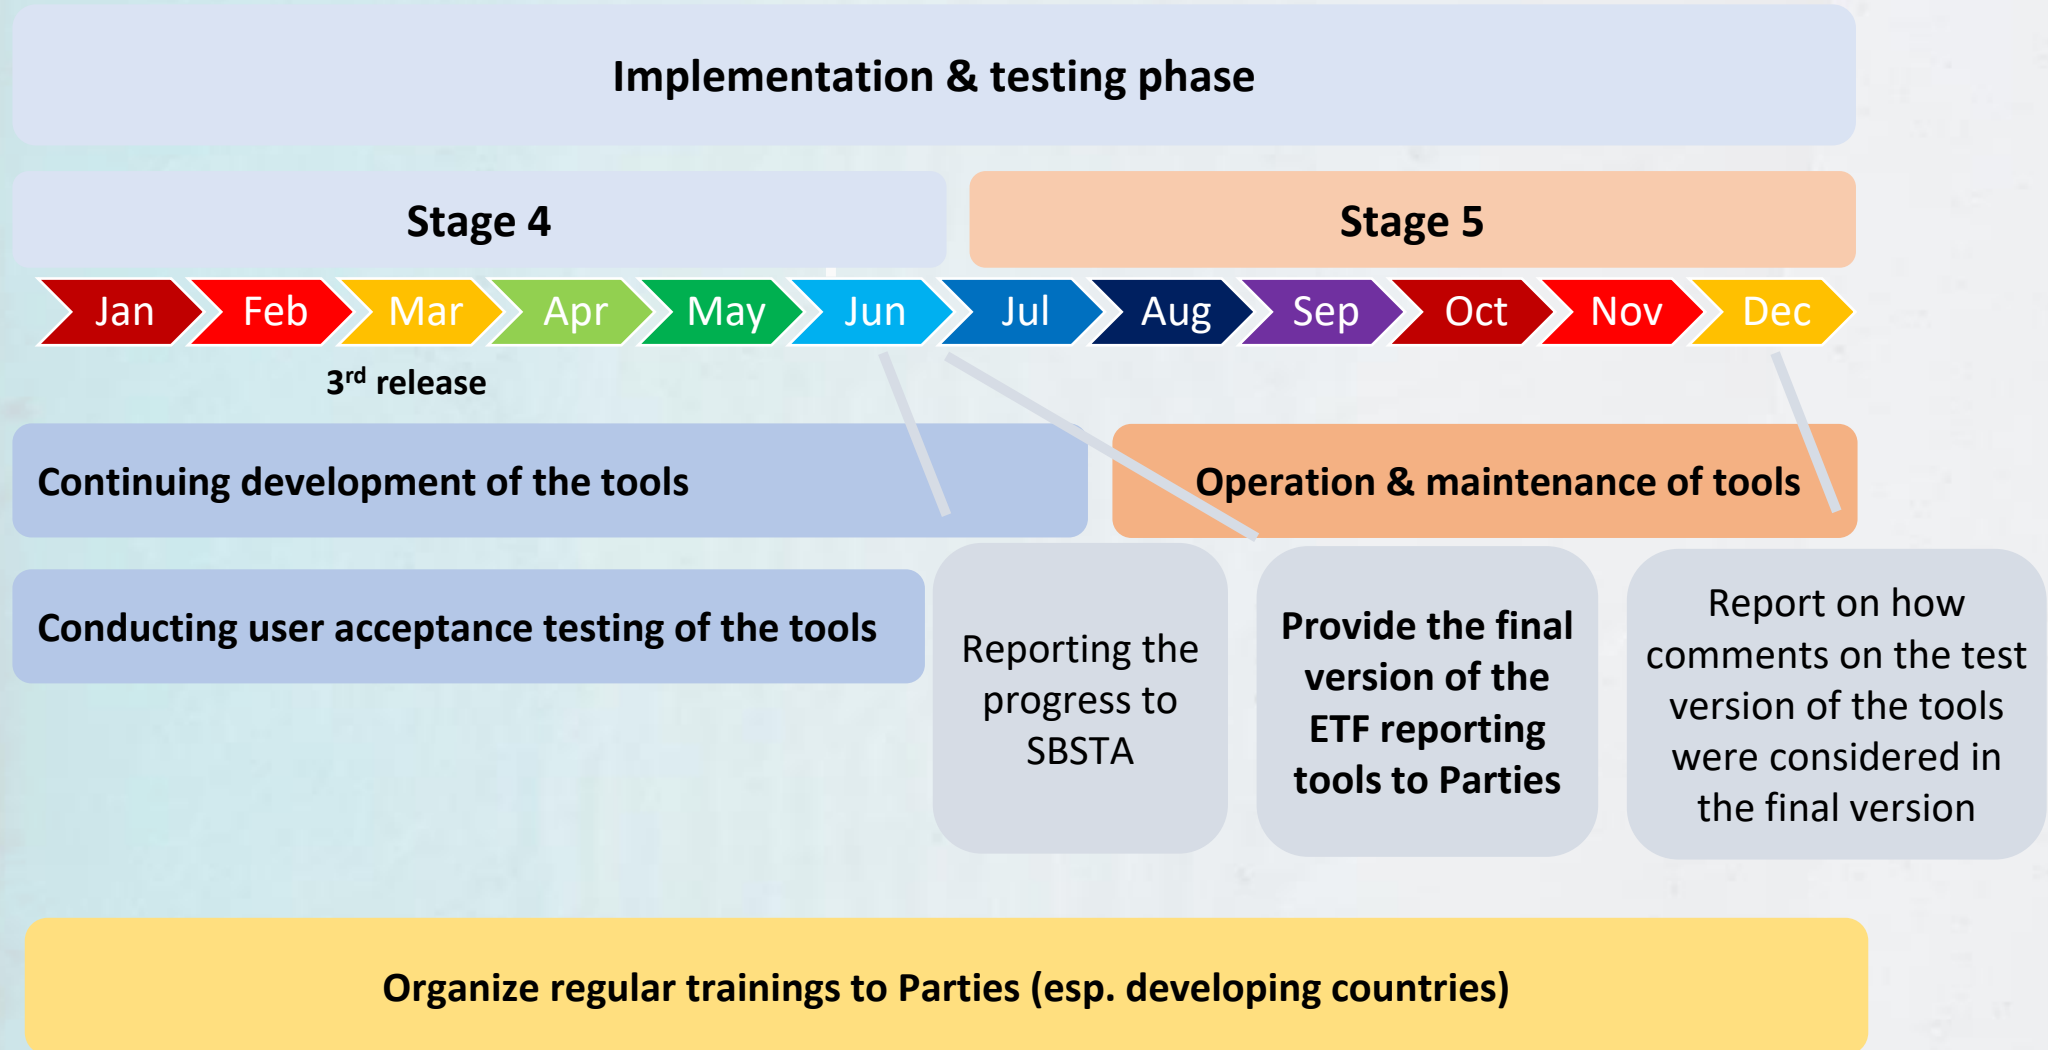 Implementation & testing phase
Stage 4
Stage 5
Jan
Feb
Mar
Apr
May
Jun
Jul
Aug
Sep
Oct
Nov
Dec
3rd release
Continuing development of the tools
Operation & maintenance of tools
Conducting user acceptance testing of the tools
Reporting the
progress to
SBSTA
Provide the final
version of the
ETF reporting
tools to Parties
Report on how
comments on the test
version of the tools
were considered in
the final version
Organize regular trainings to Parties (esp. developing countries)